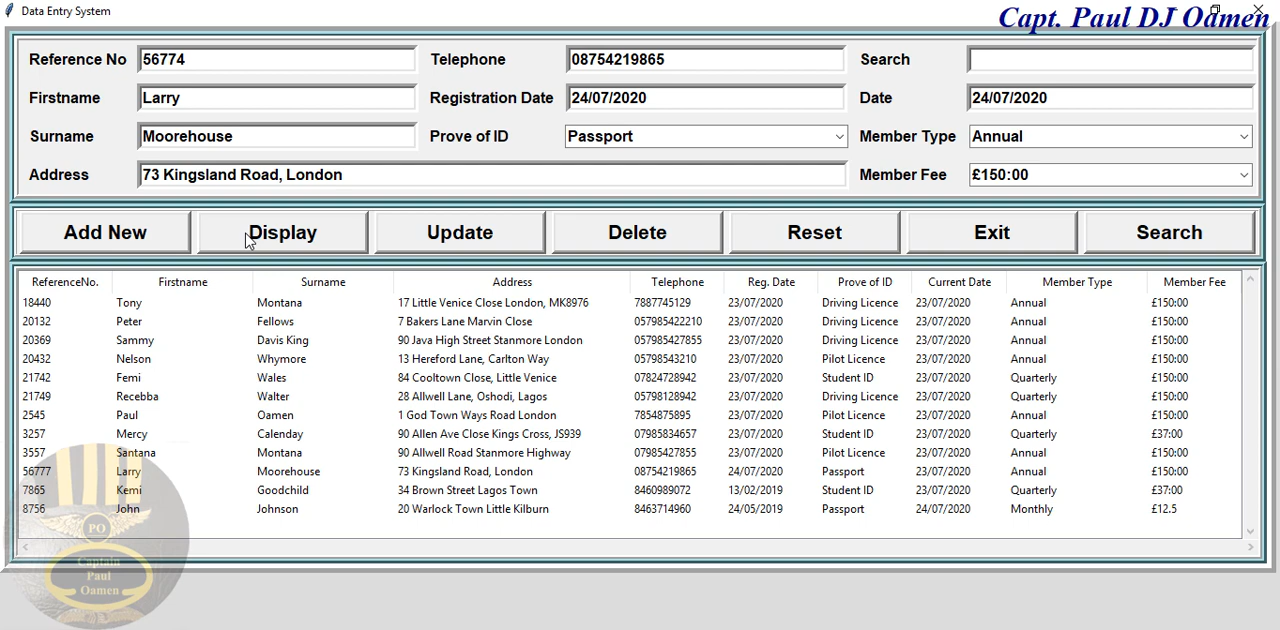 Data Entry System
Capt. Paul DJ Oamen
Reference No 56774 Telephone 08754219865 Search
Firstname Larry Registration Date 24/07/2020 Date 24/07/2020
Surname Moorehouse Prove of ID Passport Member Type Annual
Address 73 Kingsland Road, London Member Fee £150:00
Add New Display Update Delete Reset Exit Search
ReferenceNo. Firstname Surname Address Telephone Reg. Date Prove of ID Current Date Member Type Member Fee
18440 Tony Montana 17 Little Venice Close London, MK8976 7887745129 23/07/2020 Driving Licence 23/07/2020 Annual £150:00
20132 Peter Fellows 7 Bakers Lane Marvin Close 057985422210 23/07/2020 Driving Licence 23/07/2020 Annual £150:00
20369 Sammy Davis King 90 Java High Street Stanmore London 057985427855 23/07/2020 Driving Licence 23/07/2020 Annual £150:00
20432 Nelson Whymore 13 Hereford Lane, Carlton Way 05798543210 23/07/2020 Pilot Licence 23/07/2020 Annual £150:00
21742 Femi Wales 84 Cooltown Close, Little Venice 07824728942 23/07/2020 Student ID 23/07/2020 Quarterly £150:00
21749 Recebba Walter 28 Allwell Lane, Oshodi, Lagos 05798128942 23/07/2020 Driving Licence 23/07/2020 Quarterly £150:00
2545 Paul Oamen 1 God Town Ways Road London 7854875895 23/07/2020 Pilot Licence 23/07/2020 Annual £150:00
3257 Mercy Calenday 90 Allen Ave Close Kings Cross, JS939 07985834657 23/07/2020 Student ID 23/07/2020 Quarterly £37:00
3557 Santana Montana 90 Allwell Road Stanmore Highway 07985427855 23/07/2020 Pilot Licence 23/07/2020 Annual £150:00
56777 Larry Moorehouse 73 Kingsland Road, London 08754219865 24/07/2020 Passport 23/07/2020 Annual £150:00
7865 Kemi Goodchild 34 Brown Street Lagos Town 8460989072 13/02/2019 Student ID 23/07/2020 Quarterly £37:00
8756 John Johnson 20 Warlock Town Little Kilburn 8463714960 24/05/2019 Passport 24/07/2020 Monthly £12.5
PO
Captain
Paul
Oamen